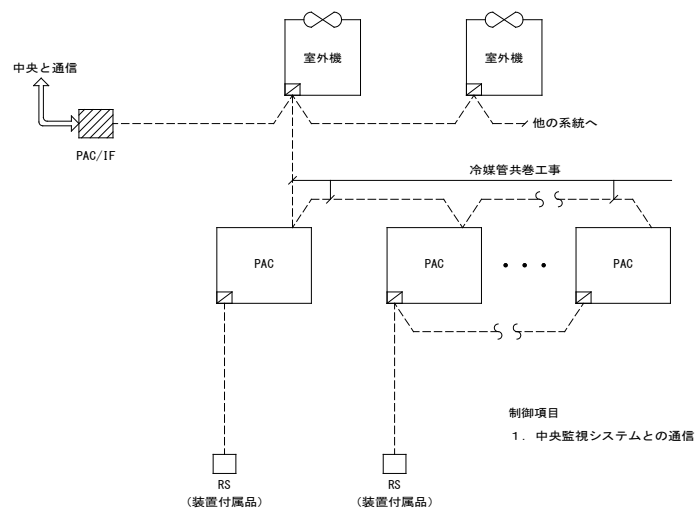 室外機
室外機
中央と通信
他の系統へ
PAC/IF
冷媒管共巻工事
PAC
PAC
・・・
PAC
制御項目
１．中央監視システムとの通信
RS
(装置付属品)
RS
(装置付属品)